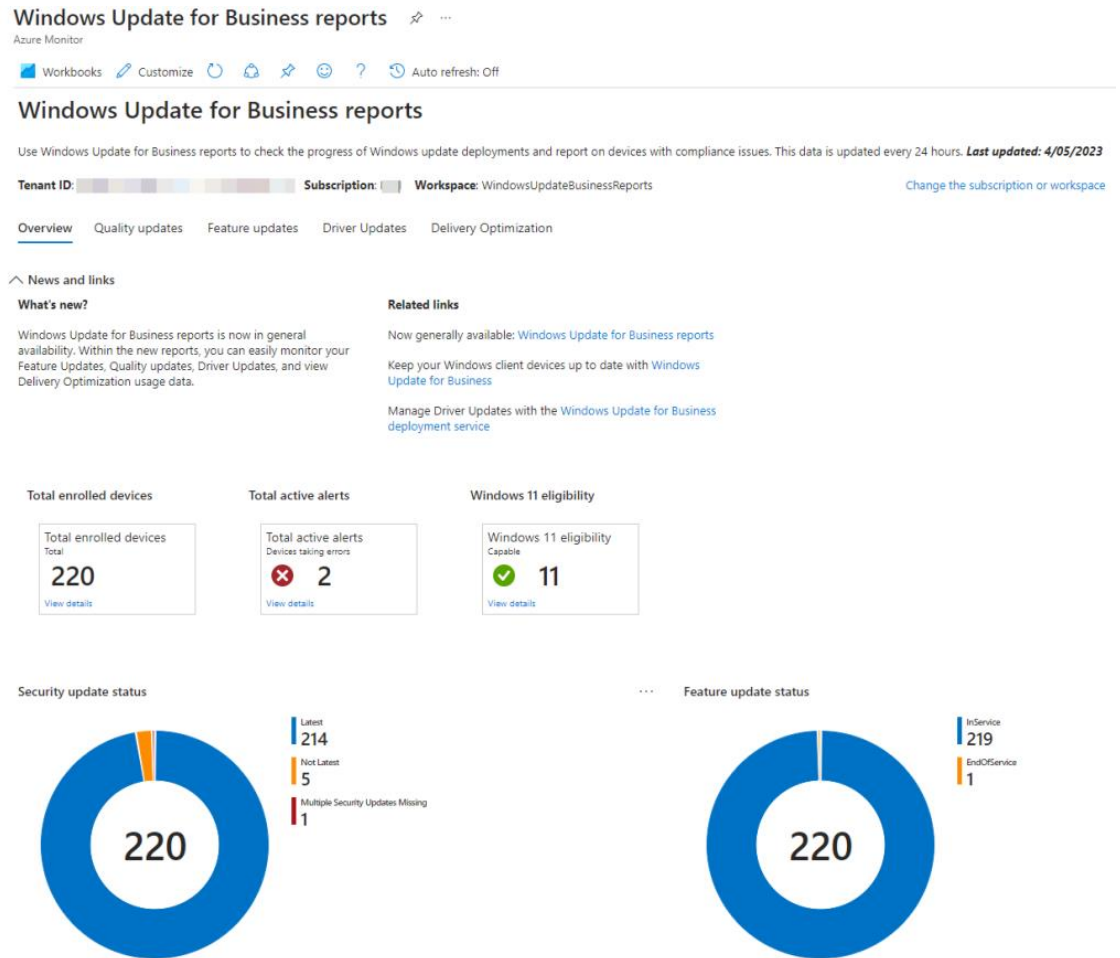 Windows Update for Business reports
Azure Monitor
Workbooks Customize Auto refresh: Off
Windows Update for Business reports
Use Windows Update for Business reports to check the progress of Windows update deployments and report on devices with compliance issues. This data is updated every 24 hours. Last updated: 4/05/2023
Tenant ID: Subscription: Workspace: WindowsUpdateBusinessReports Change the subscription or workspace
Overview Quality updates Feature updates Driver Updates Delivery Optimization
News and links
What's new?
Windows Update for Business reports is now in general
availability. Within the new reports, you can easily monitor your
Feature Updates, Quality updates, Driver Updates, and view
Delivery Optimization usage data.
Related links
Now generally available: Windows Update for Business reports
Keep your Windows client devices up to date with Windows
Update for Business
Manage Driver Updates with the Windows Update for Business
deployment service
Total enrolled devices
Total enrolled devices
Total
220
View details
Total active alerts
Total active alerts
Devices taking errors
2
View details
Windows 11 eligibility
Windows 11 eligibility
Capable
11
View details
Security update status ...
220
Latest
214
Not Latest
5
Multiple Security Updates Missing
1
Feature update status
220
InService
219
EndOfService
1